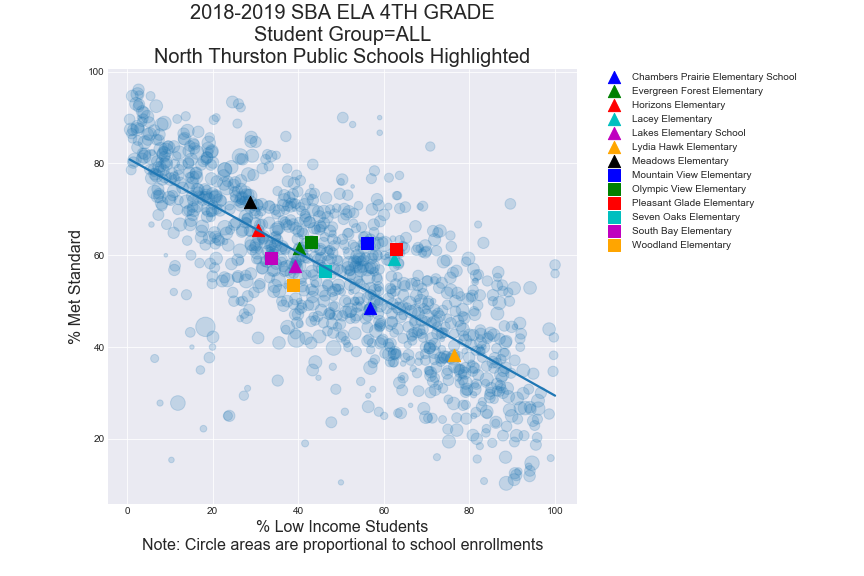 2018-2019 SBA ELA 4TH GRADE
Student Group=ALL
North Thurston Public Schools Highlighted
% Met Standard
100
80
60
40
20
0
20
40
60
80
100
% Low Income Students
Note: Circle areas are proportional to school enrollments
Chambers Prairie Elementary School
Evergreen Forest Elementary
Horizons Elementary
Lacey Elementary
Lakes Elementary School
Lydia Hawk Elementary
Meadows Elementary
Mountain View Elementary
Olympic View Elementary
Pleasant Glade Elementary
Seven Oaks Elementary
South Bay Elementary
Woodland Elementary